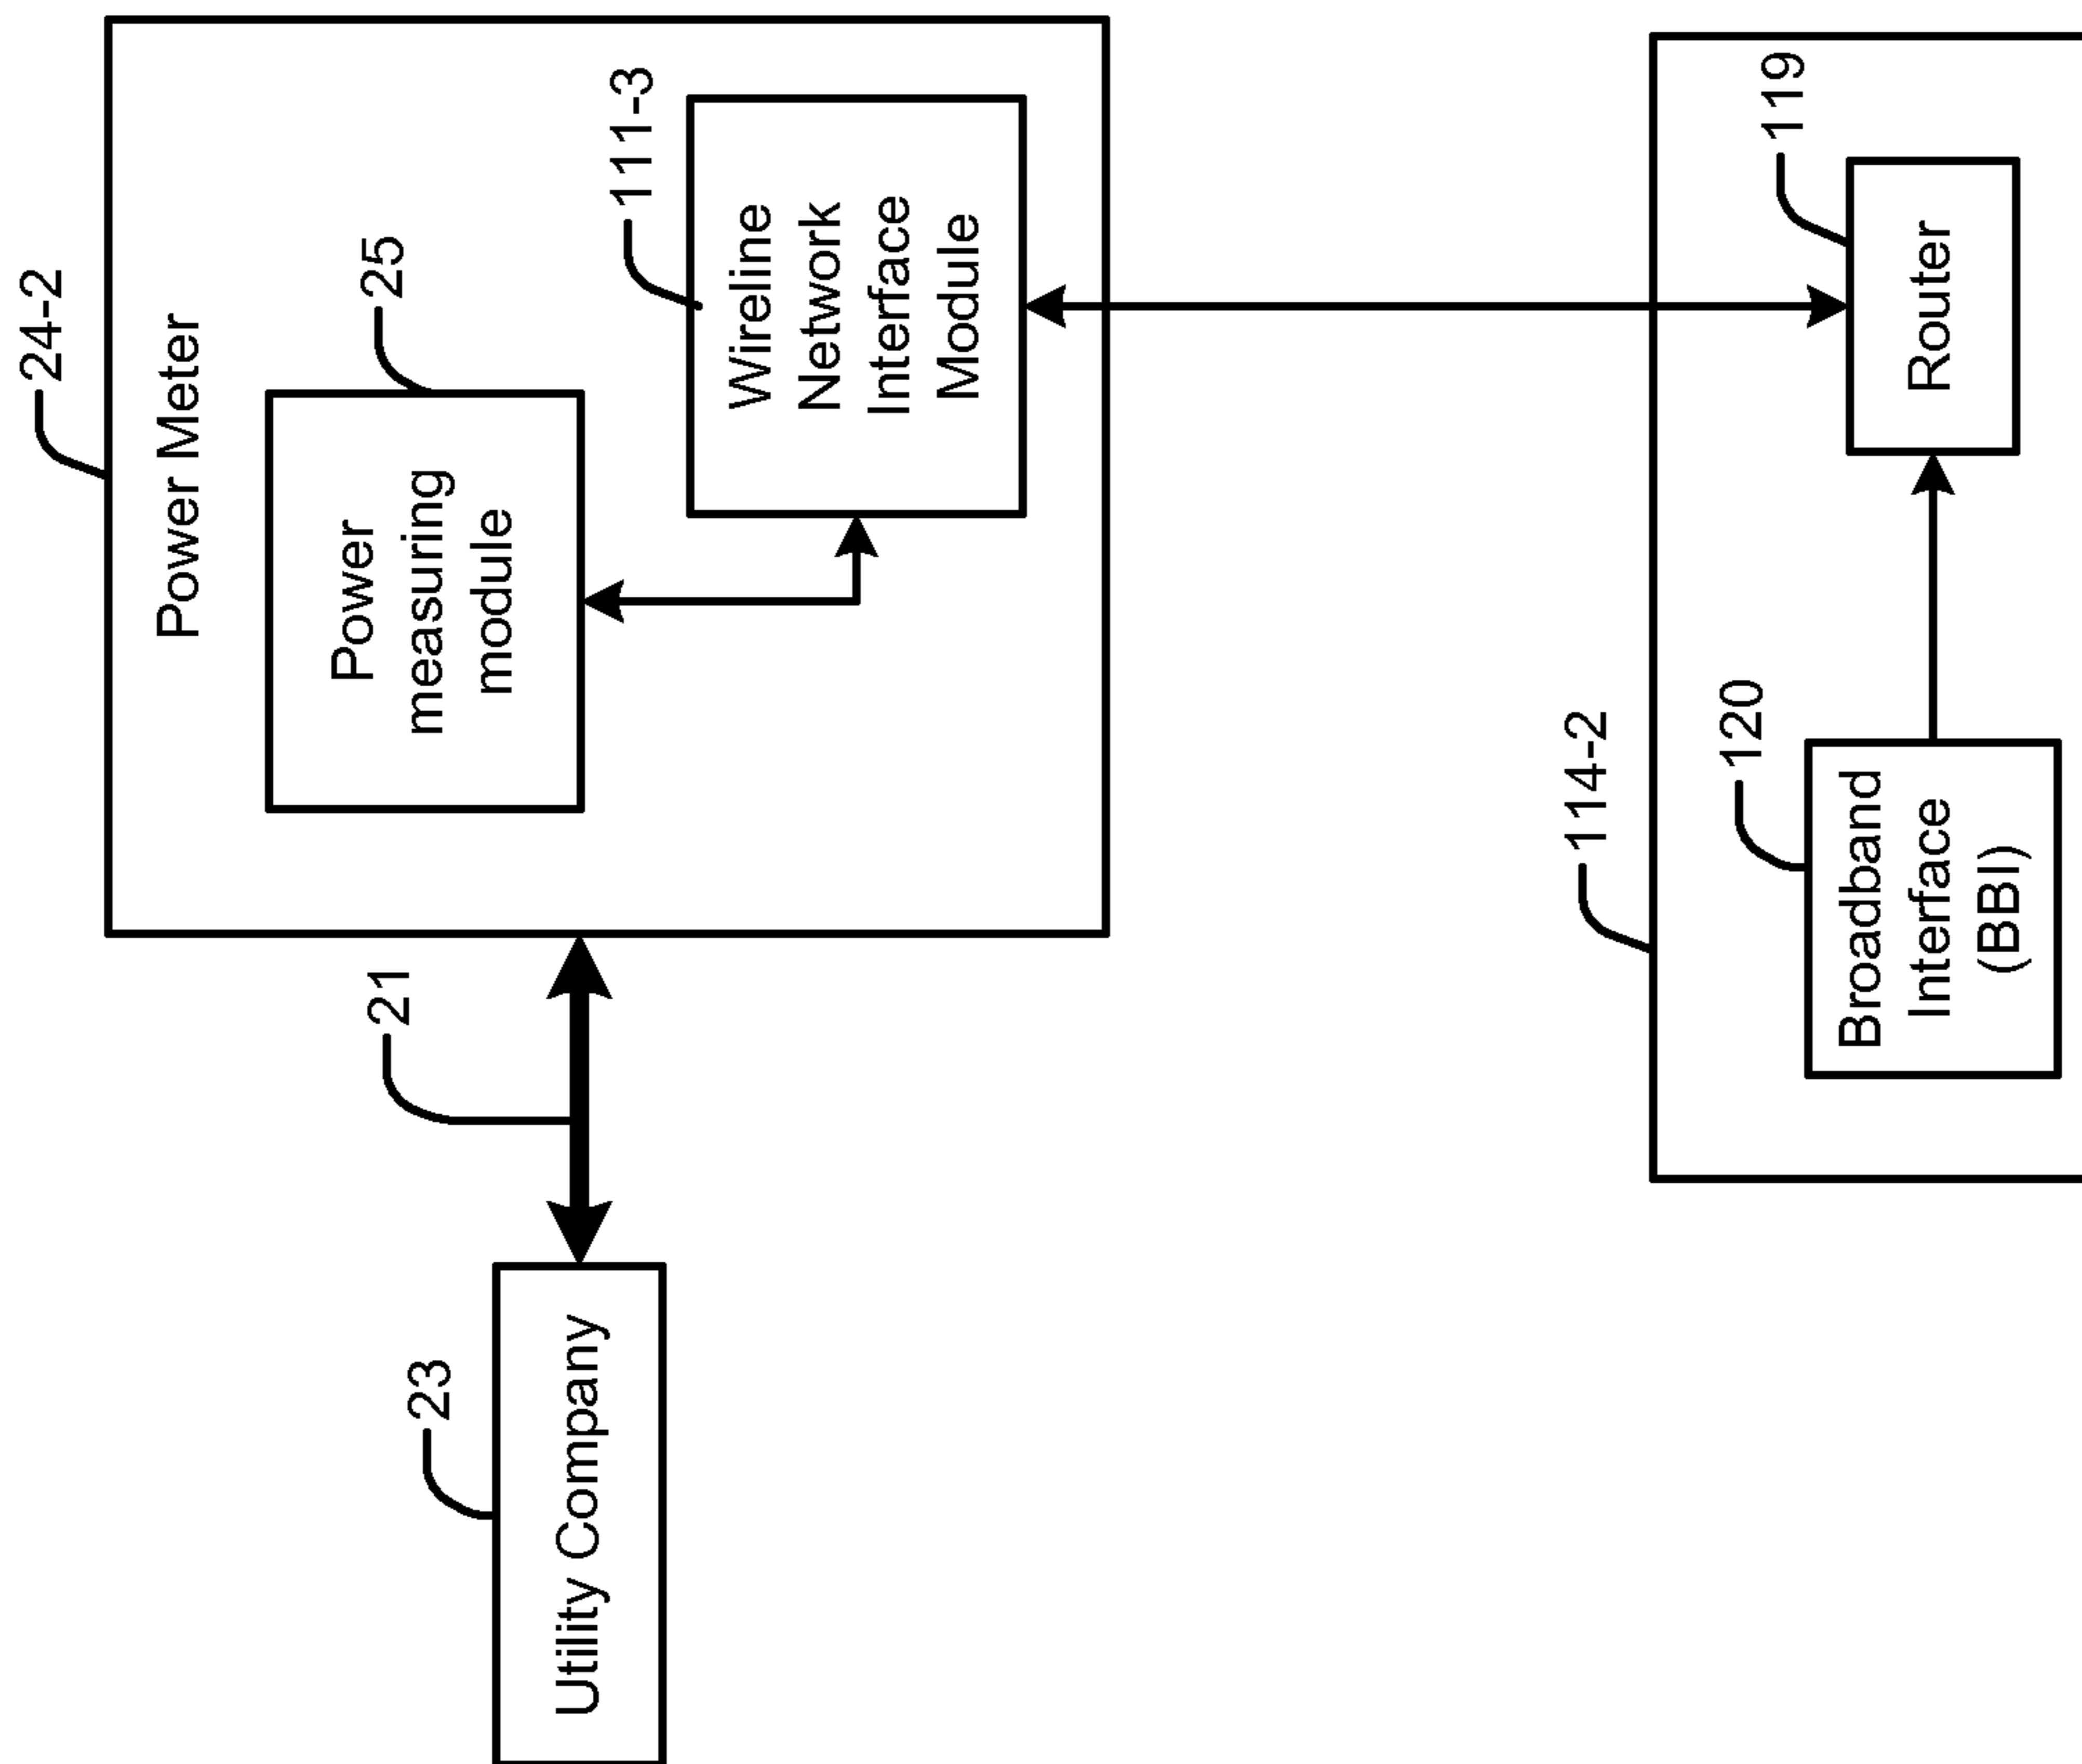 24-2
Power Meter
25
Power
measuring
module
111-3
Wireline
Network
Interface
Module
21
23
Utility Company
114-2
120
Broadband
Interface
(BBI)
119
Router